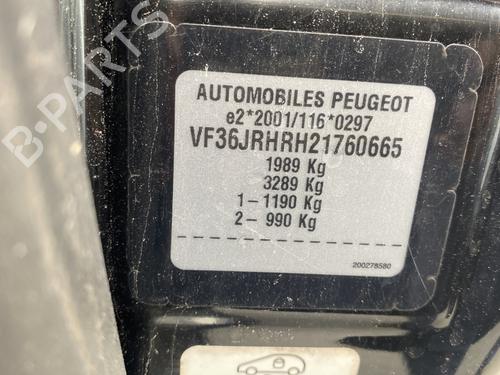 AUTOMOBILES PEUGEOT
e2*2001/116*0297
VF36JRHRH21760665
1989 Kg
3289 Kg
1- 1190 Kg
2- 990 Kg
200278580
B-PARTS